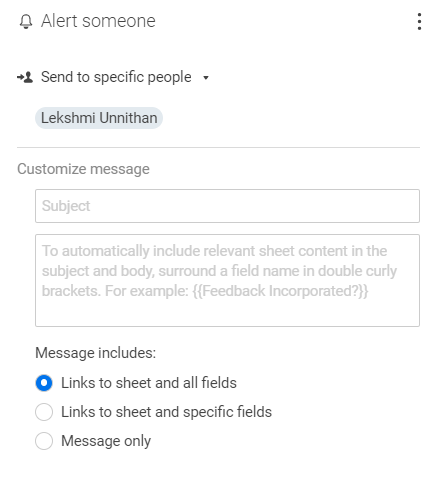 Alert someone
Send to specific people
Lekshmi Unnithan
Customize message
Subject
To automatically include relevant sheet content in the
subject and body, surround a field name in double curly
brackets. For example: {{Feedback Incorporated?}}
Message includes:
Links to sheet and all fields
Links to sheet and specific fields
Message only